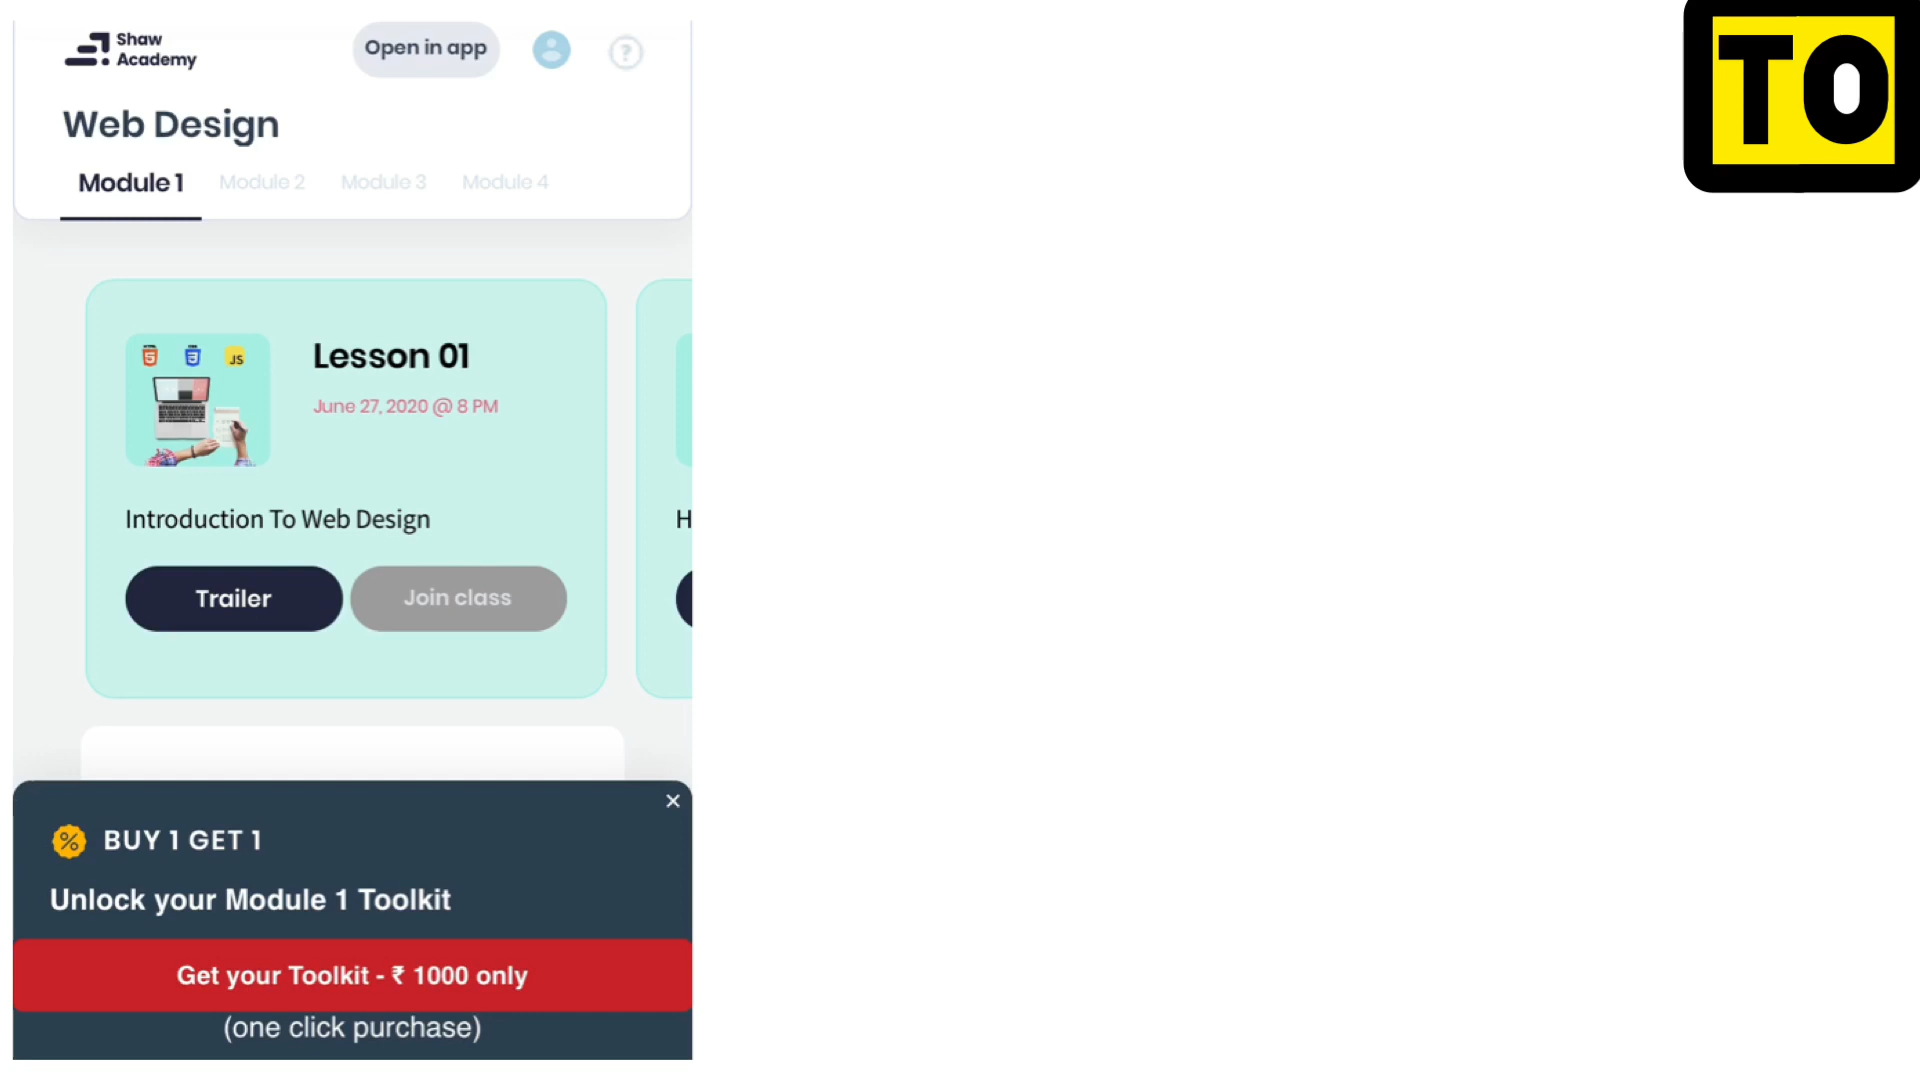 Shaw
Academy
Open in app
?
TO
Web Design
Module 1 Module 2 Module 3 Module 4
JS
Lesson 01
June 27, 2020 @ 8 PM
Introduction To Web Design
H
Trailer
Join class
BUY 1 GET 1
Unlock your Module 1 Toolkit
Get your Toolkit - ₹ 1000 only
(one click purchase)